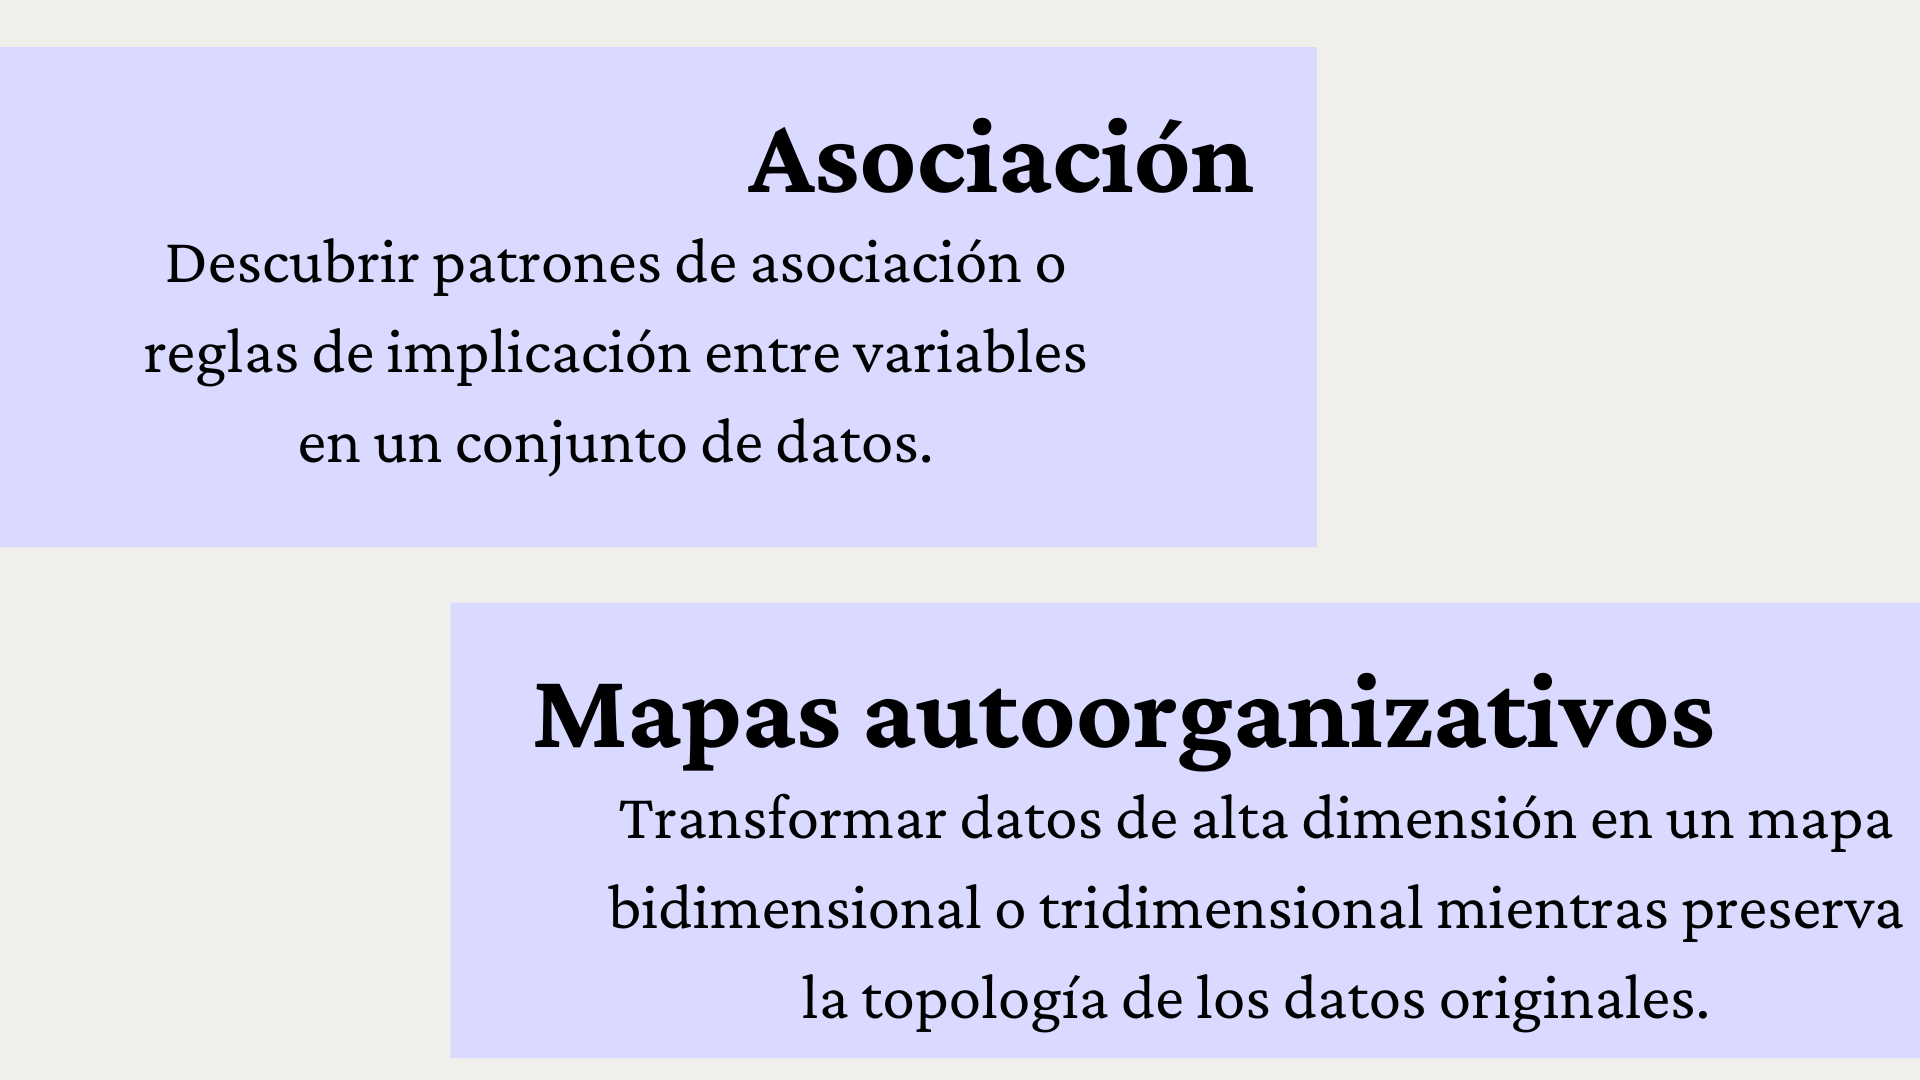 Asociación
Descubrir patrones de asociación o
reglas de implicación entre variables
en un conjunto de datos.
Mapas autoorganizativos
Transformar datos de alta dimensión en un mapa
bidimensional o tridimensional mientras preserva
la topología de los datos originales.